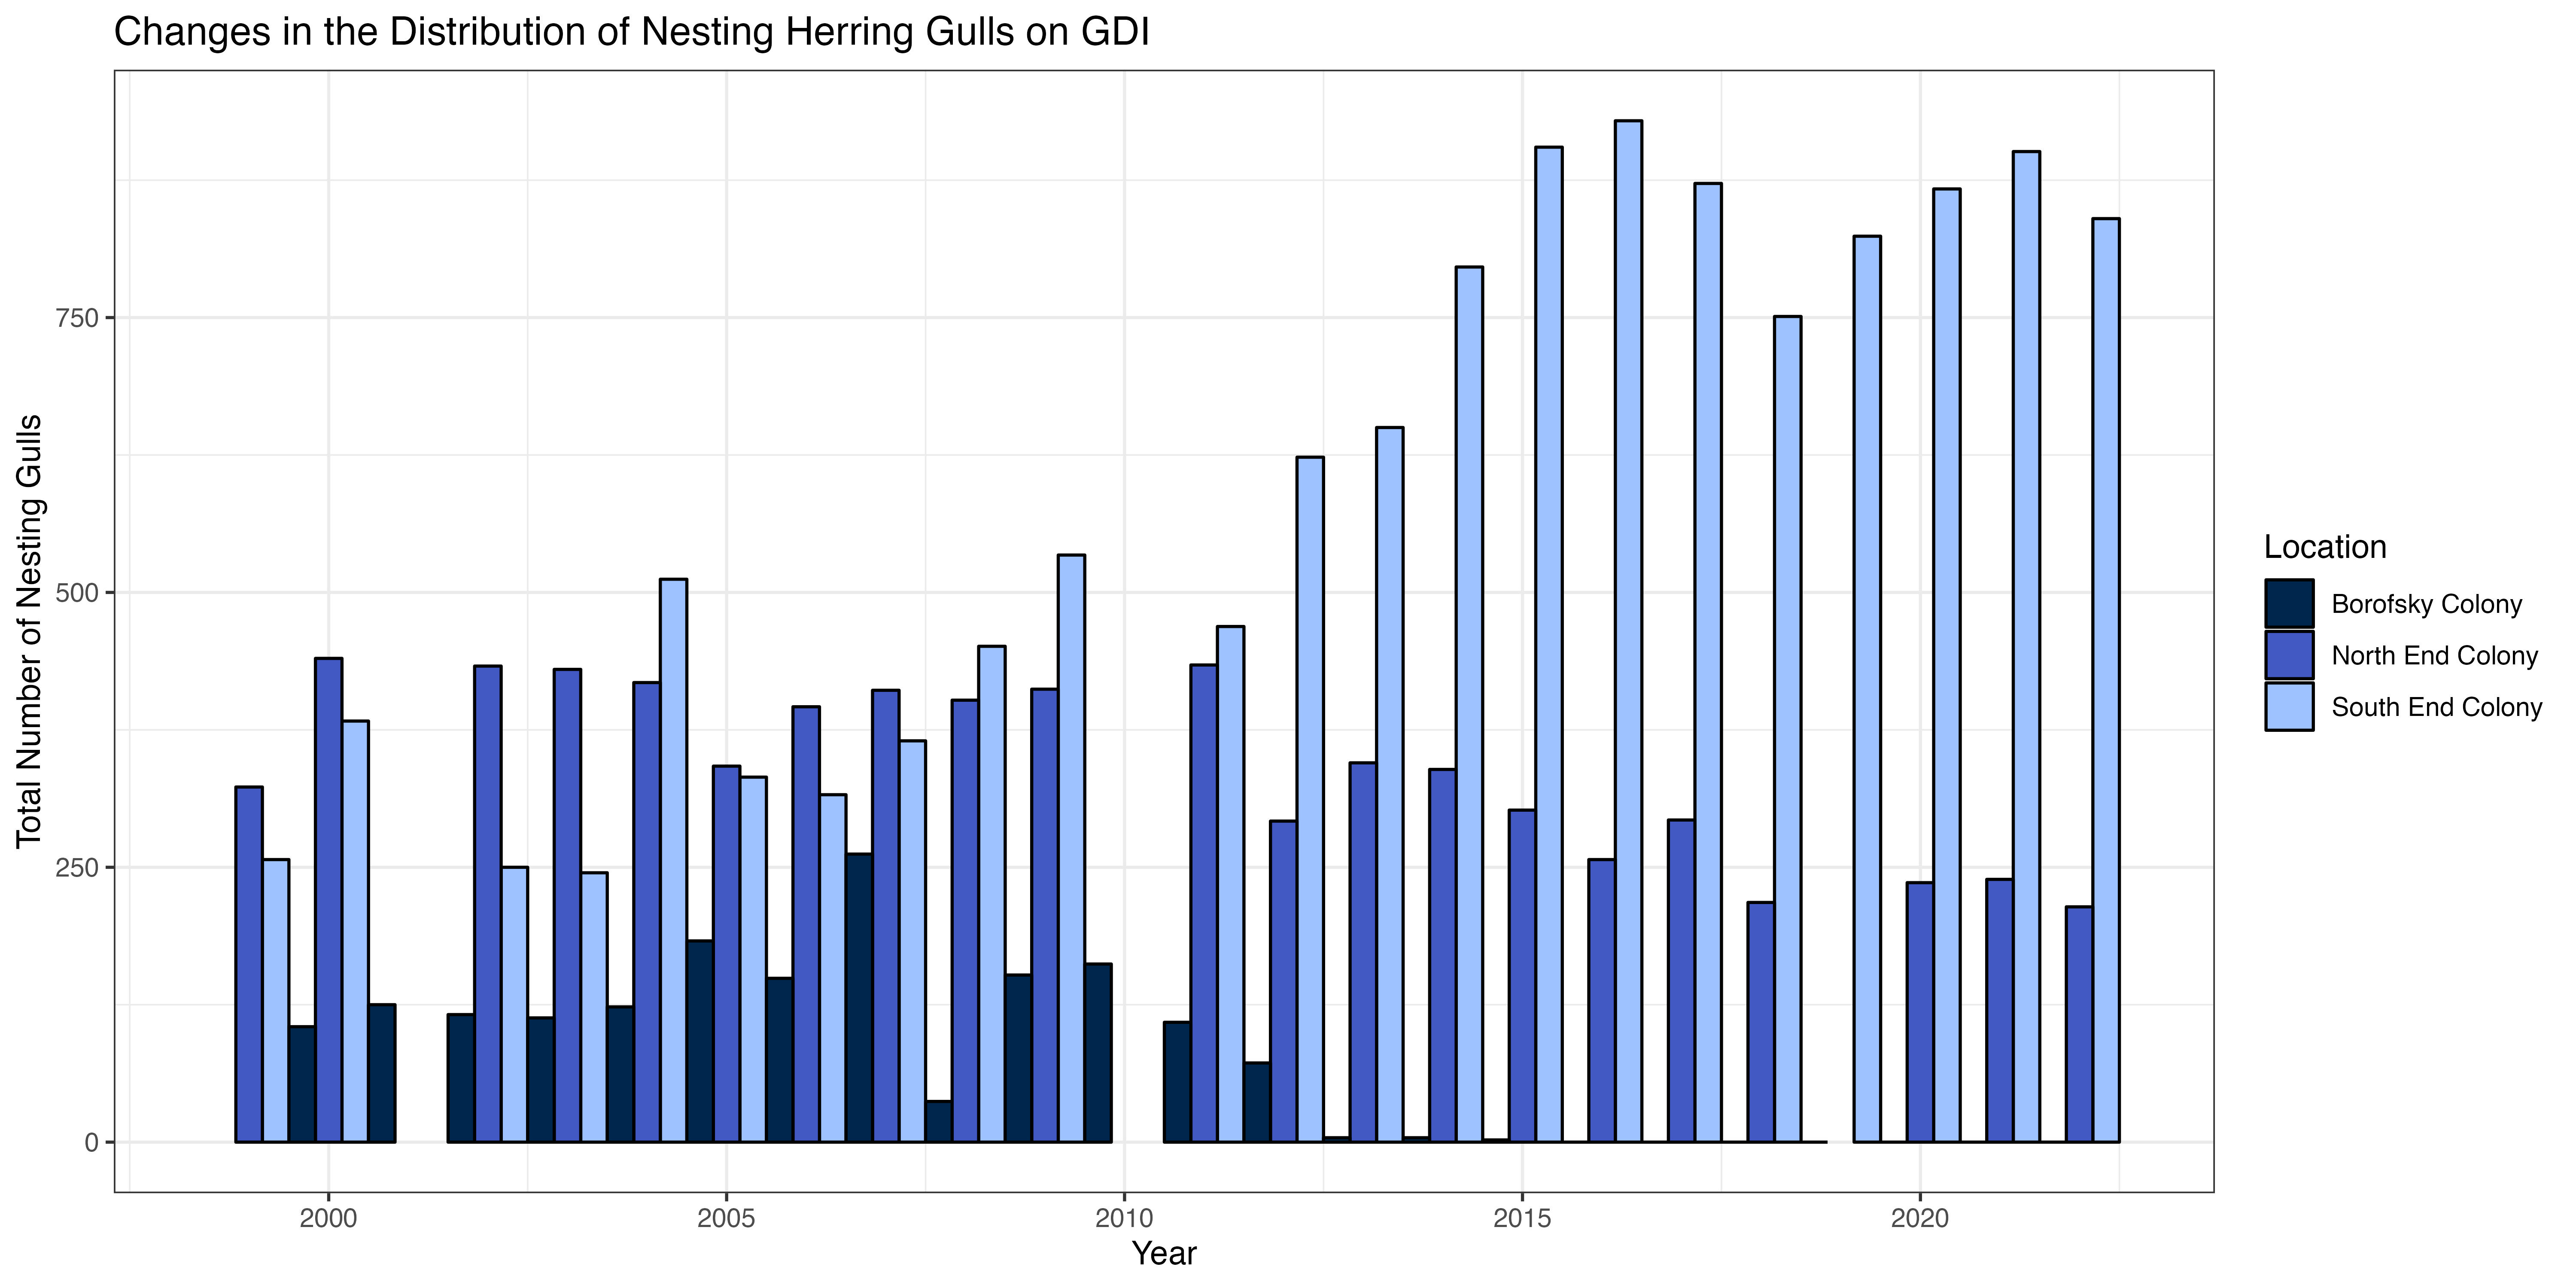 Changes in the Distribution of Nesting Herring Gulls on GDI
Total Number of Nesting Gulls
750
500
250
0
2000 2005 2010 2015 2020
Year
Location
Borofsky Colony
North End Colony
South End Colony